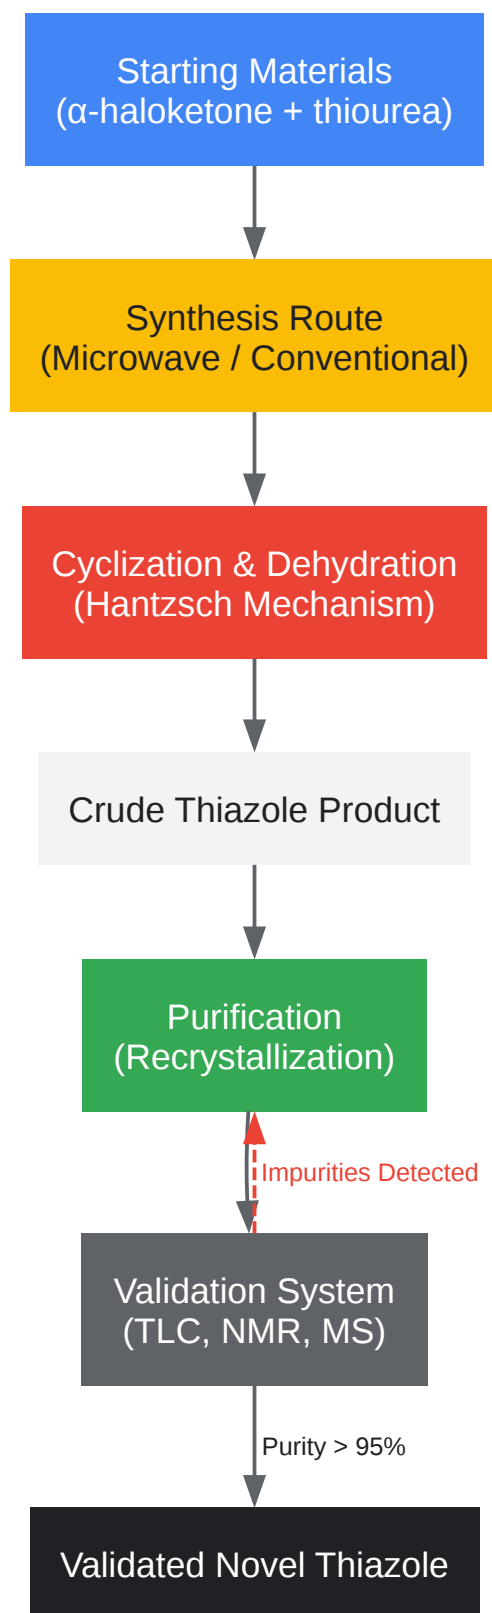 Starting Materials
(α-haloketone + thiourea)
Synthesis Route
(Microwave / Conventional)
Cyclization & Dehydration
(Hantzsch Mechanism)
Crude Thiazole Product
Purification
(Recrystallization)
Impurities Detected
Validation System
(TLC, NMR, MS)
Purity > 95%
Validated Novel Thiazole